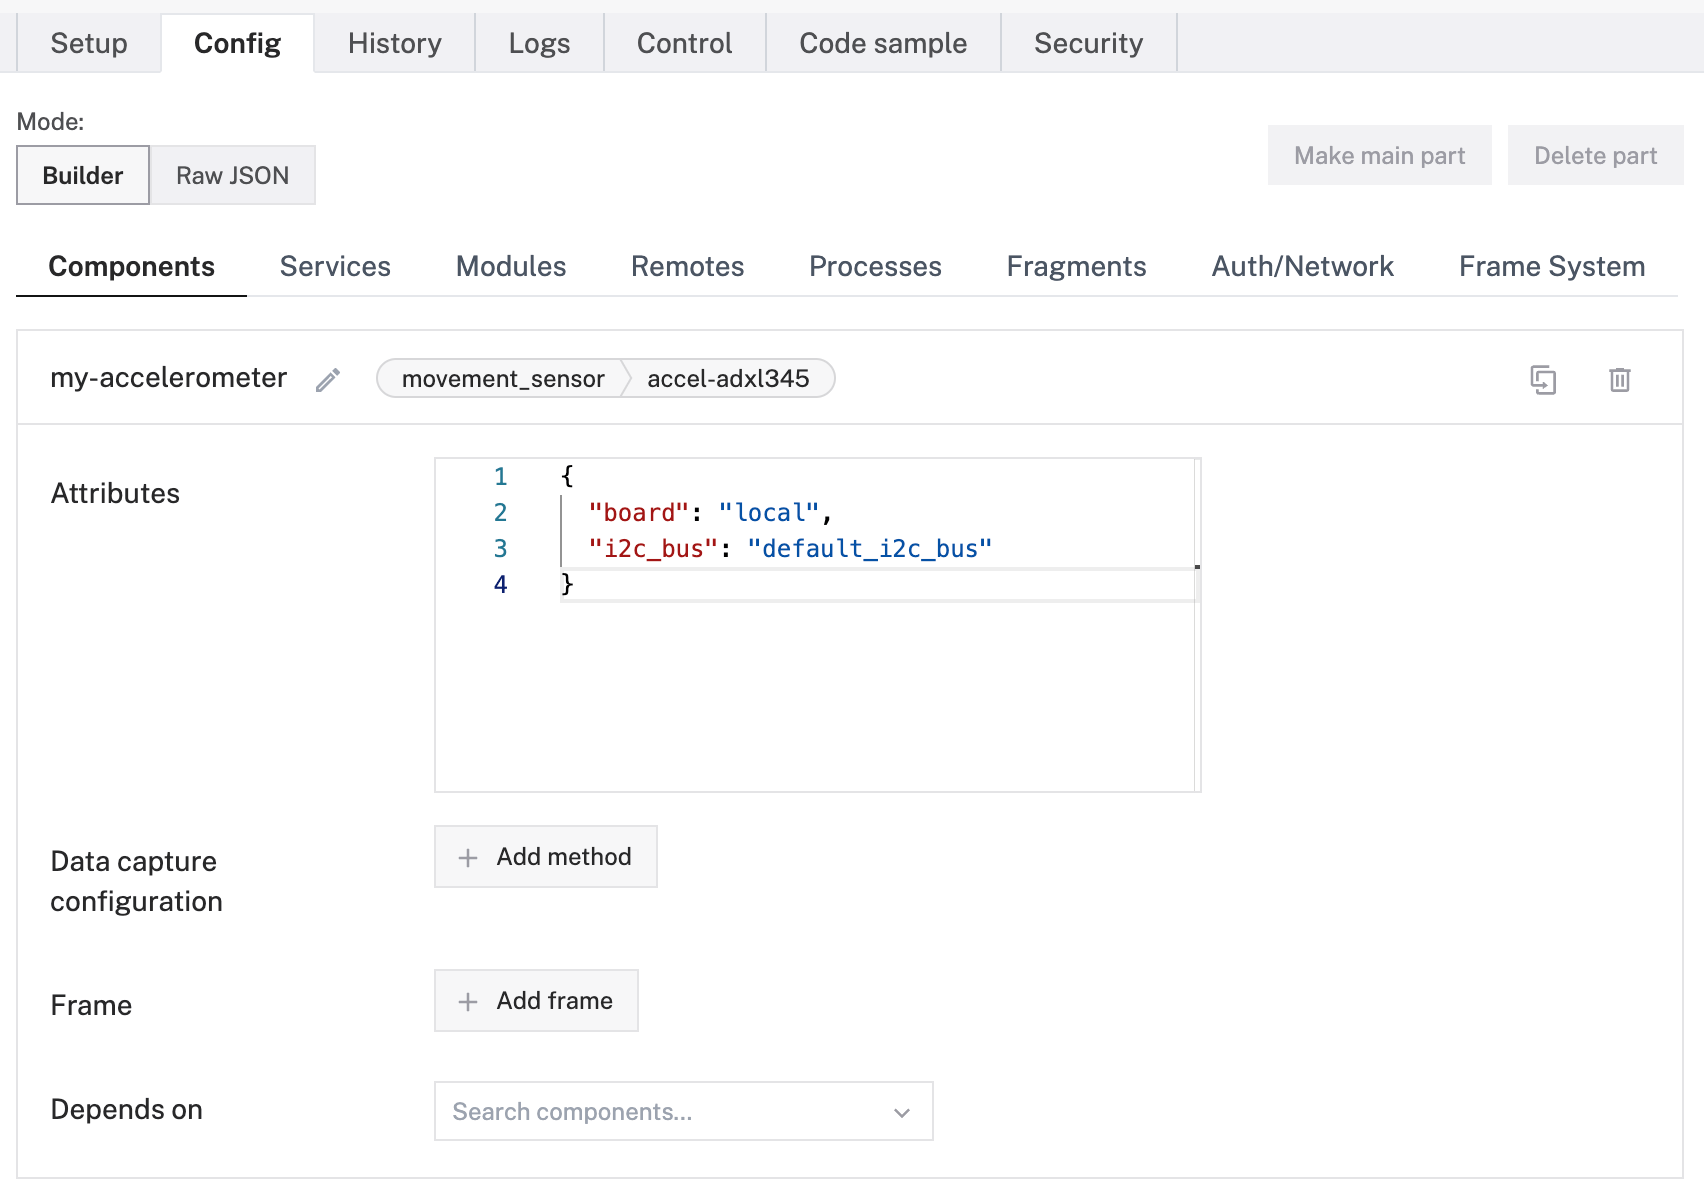 Setup Config History Logs Control Code sample Security
Mode:
Builder Raw JSON Make main part Delete part
Components Services Modules Remotes Processes Fragments Auth/Network Frame System
my-accelerometer movement_sensor accel-adxl345
Attributes
1 {
2 "board": "local",
3 "i2c_bus": "default_i2c_bus"
4 }
Data capture
configuration
+ Add method
Frame
+ Add frame
Depends on
Search components...